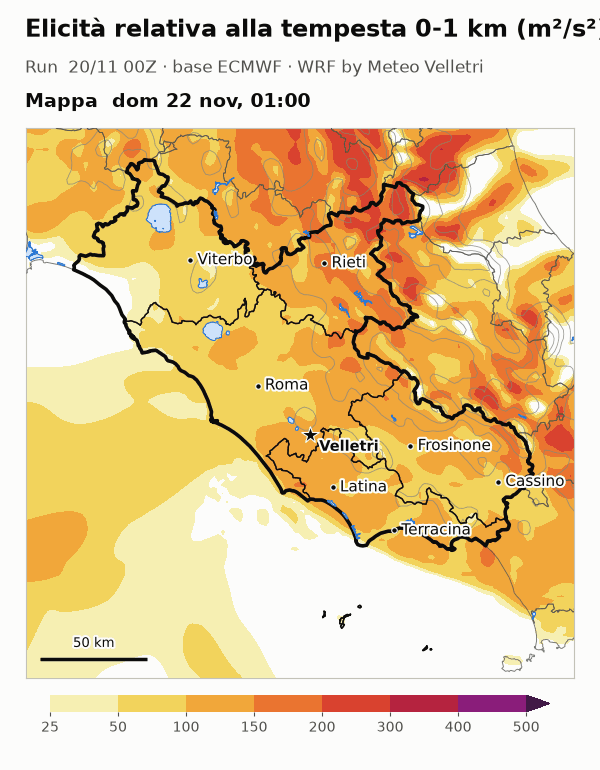 Elicità relativa alla tempesta 0-1 km (m²/s²)
Run  20/11 00Z · base ECMWF · WRF by Meteo Velletri
Mappa  dom 22 nov, 01:00
Viterbo
Rieti
Roma
Velletri
Frosinone
Cassino
Latina
Terracina
50 km
25 50 100 150 200 300 400 500